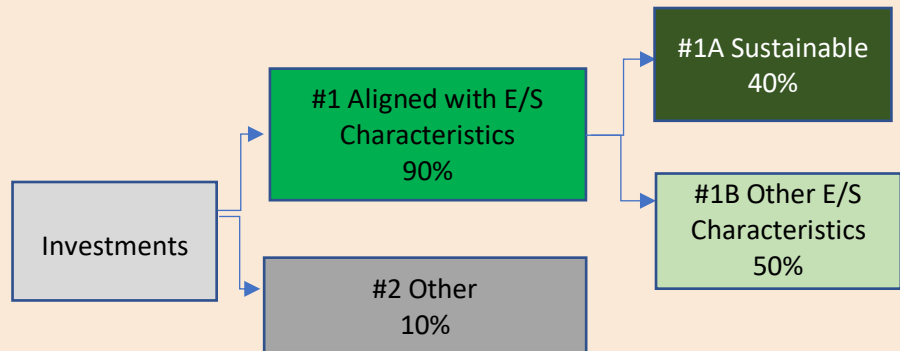 Investments
#1 Aligned with E/S
Characteristics
90%
#2 Other
10%
#1A Sustainable
40%
#1B Other E/S
Characteristics
50%